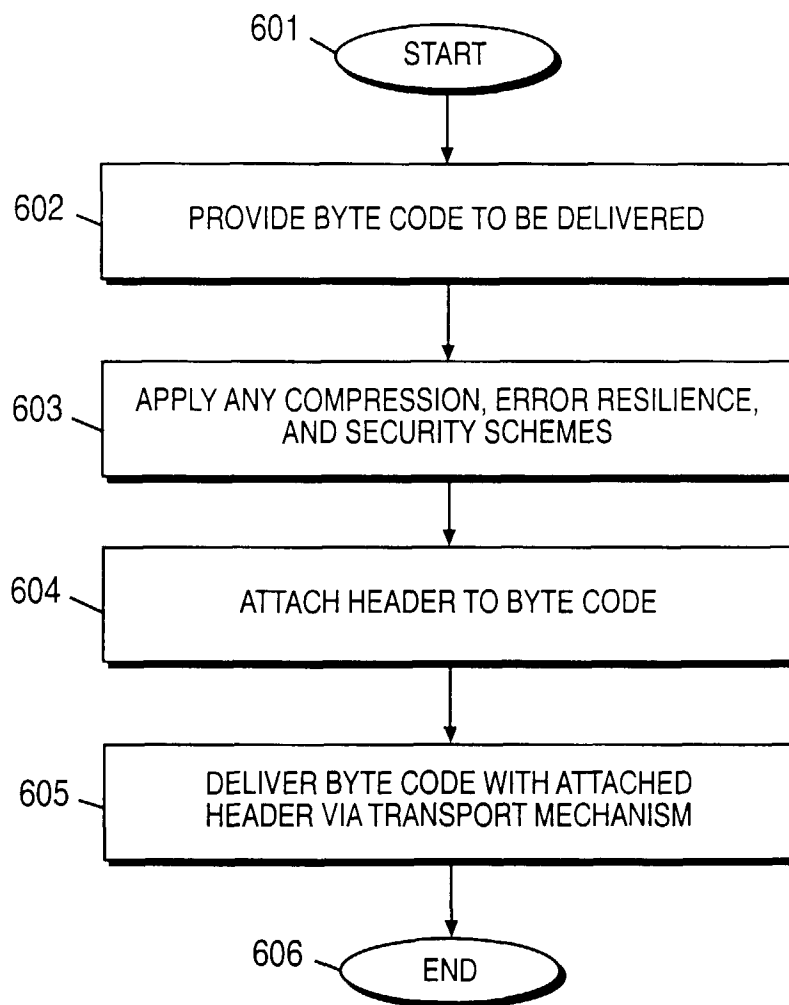 601
START
602
PROVIDE BYTE CODE TO BE DELIVERED
603
APPLY ANY COMPRESSION, ERROR RESILIENCE,
AND SECURITY SCHEMES
604
ATTACH HEADER TO BYTE CODE
605
DELIVER BYTE CODE WITH ATTACHED
HEADER VIA TRANSPORT MECHANISM
606
END